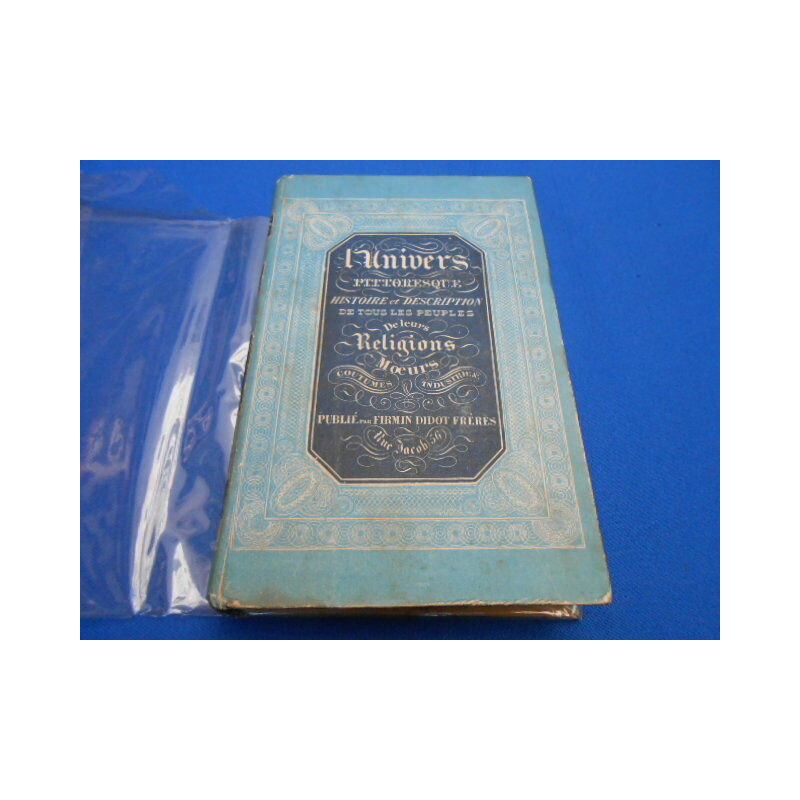 l'Univers
PITTORESQUE
HISTOIRE et DESCRIPTION
DE TOUS LES PEUPLES
De leurs
Religions
Mœurs
COUTUMES INDUSTRIE &c
PUBLIÉ PAR FIRMIN DIDOT FRÈRES
Rue Jacob 56